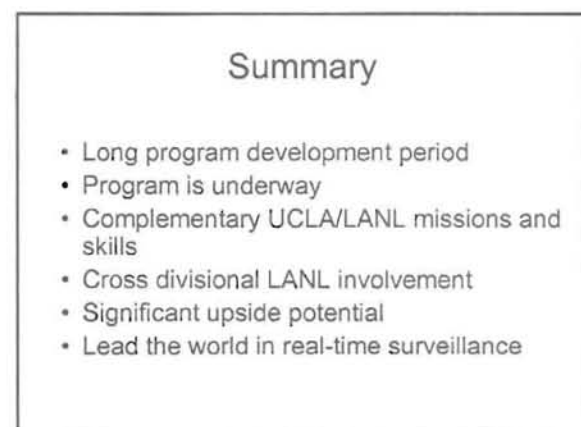 Summary
• Long program development period
• Program is underway
• Complementary UCLA/LANL missions and
skills
• Cross divisional LANL involvement
• Significant upside potential
• Lead the world in real-time surveillance